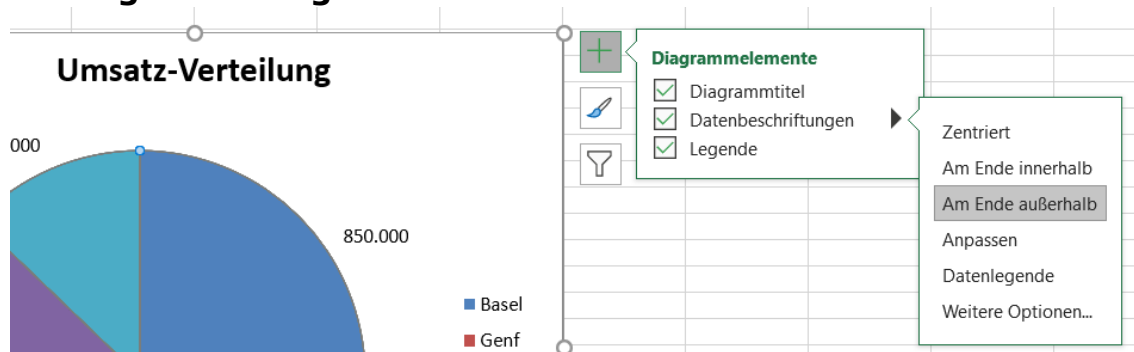 Umsatz-Verteilung
000
850.000
Basel
Genf
Diagrammelemente
Diagrammtitel
Datenbeschriftungen
Legende
Zentriert
Am Ende innerhalb
Am Ende außerhalb
Anpassen
Datenlegende
Weitere Optionen...